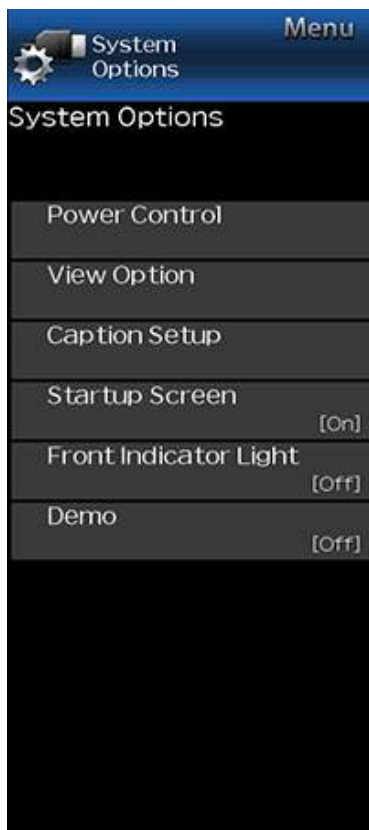 Menu
System
Options
System Options
Power Control
View Option
Caption Setup
Startup Screen
[On]
Front Indicator Light
[Off]
Demo
[Off]